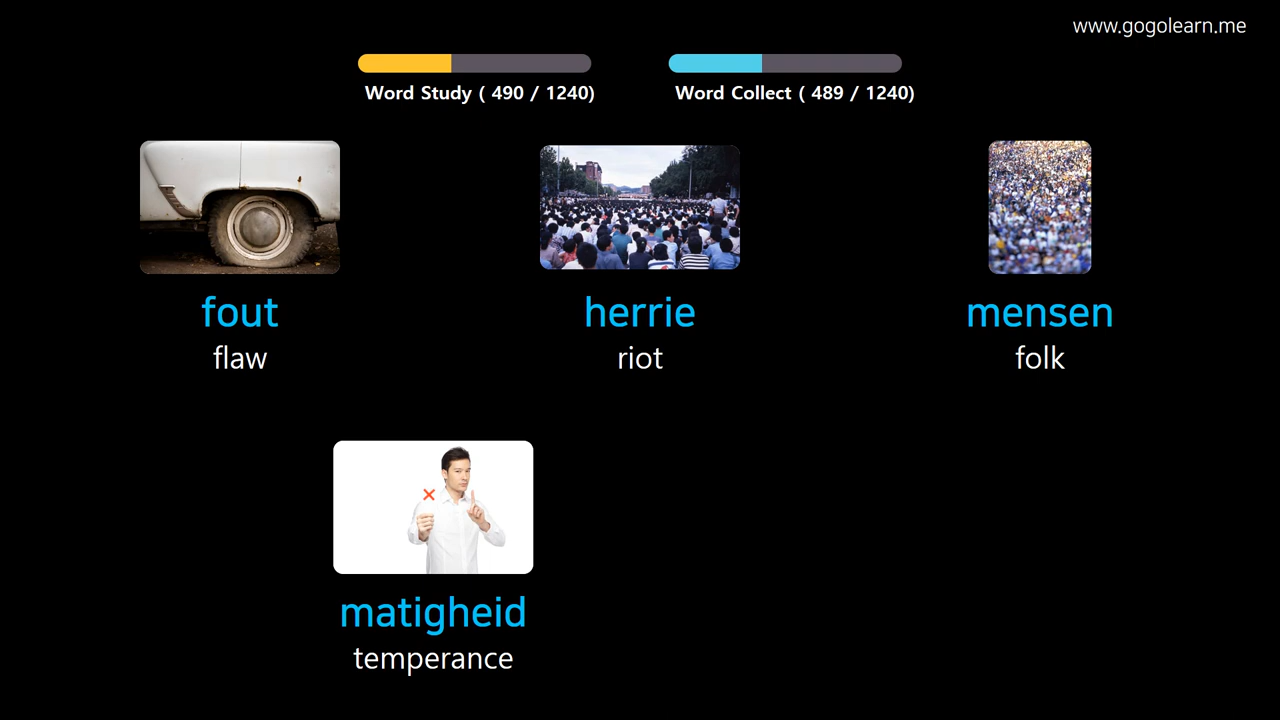 www.gogolearn.me
Word Study ( 490 / 1240)
Word Collect ( 489 / 1240)
fout
flaw
herrie
riot
mensen
folk
matigheid
temperance